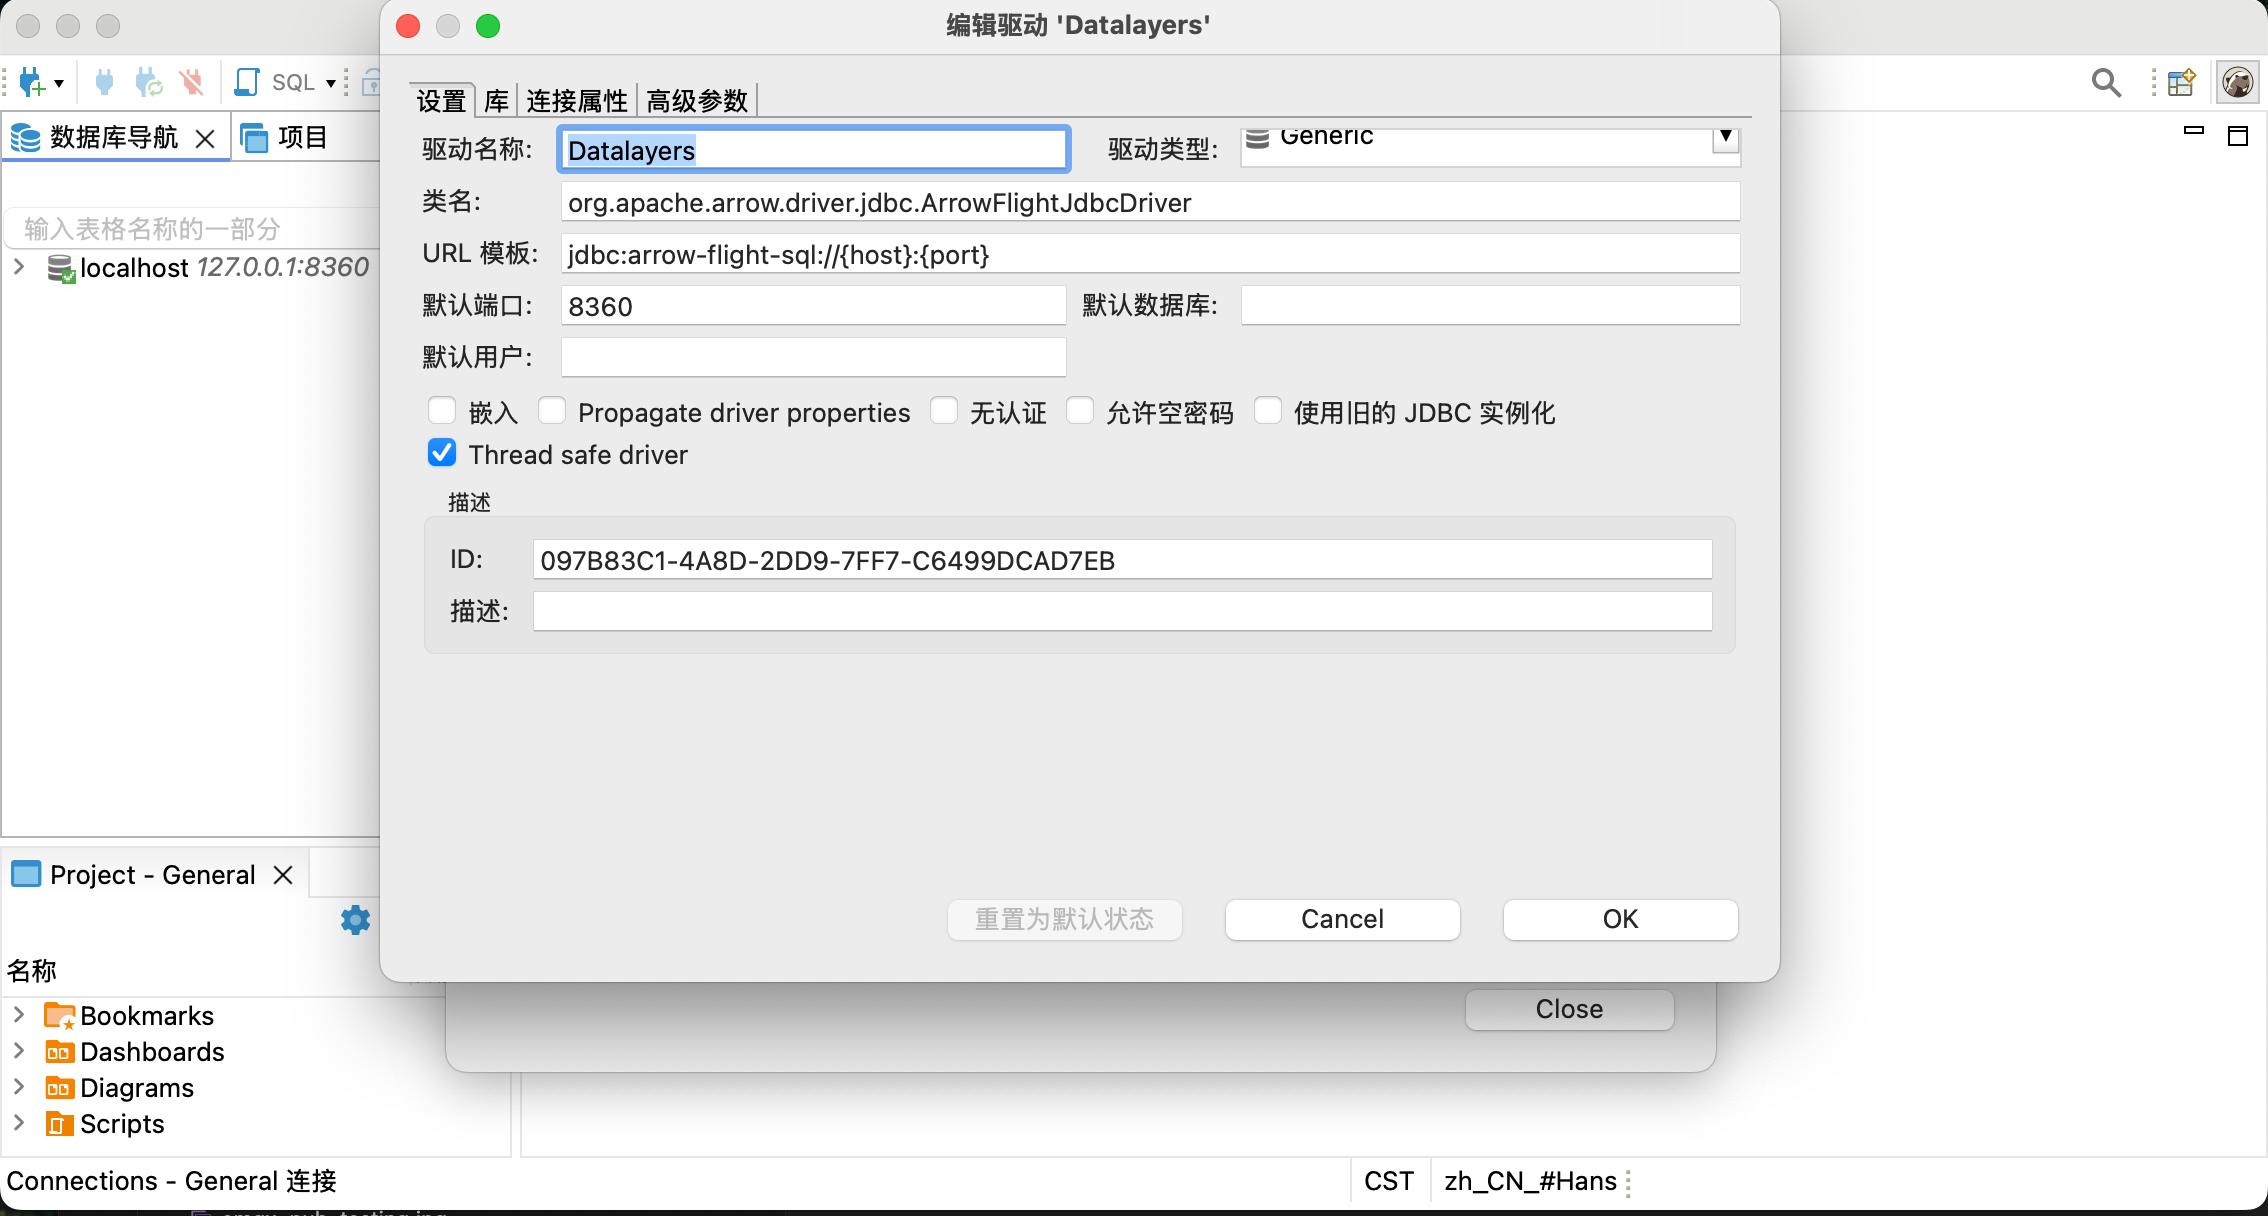 编辑驱动 'Datalayers'
SQL
数据库导航
项目
输入表格名称的一部分
localhost 127.0.0.1:8360
设置
库
连接属性
高级参数
驱动名称:
Datalayers
驱动类型:
Generic
类名:
org.apache.arrow.driver.jdbc.ArrowFlightJdbcDriver
URL 模板:
jdbc:arrow-flight-sql://{host}:{port}
默认端口:
8360
默认数据库:
默认用户:
嵌入
Propagate driver properties
无认证
允许空密码
使用旧的 JDBC 实例化
Thread safe driver
描述
ID:
097B83C1-4A8D-2DD9-7FF7-C6499DCAD7EB
描述:
重置为默认状态
Cancel
OK
Close
Project - General
名称
Bookmarks
Dashboards
Diagrams
Scripts
Connections - General 连接
CST
zh_CN_#Hans